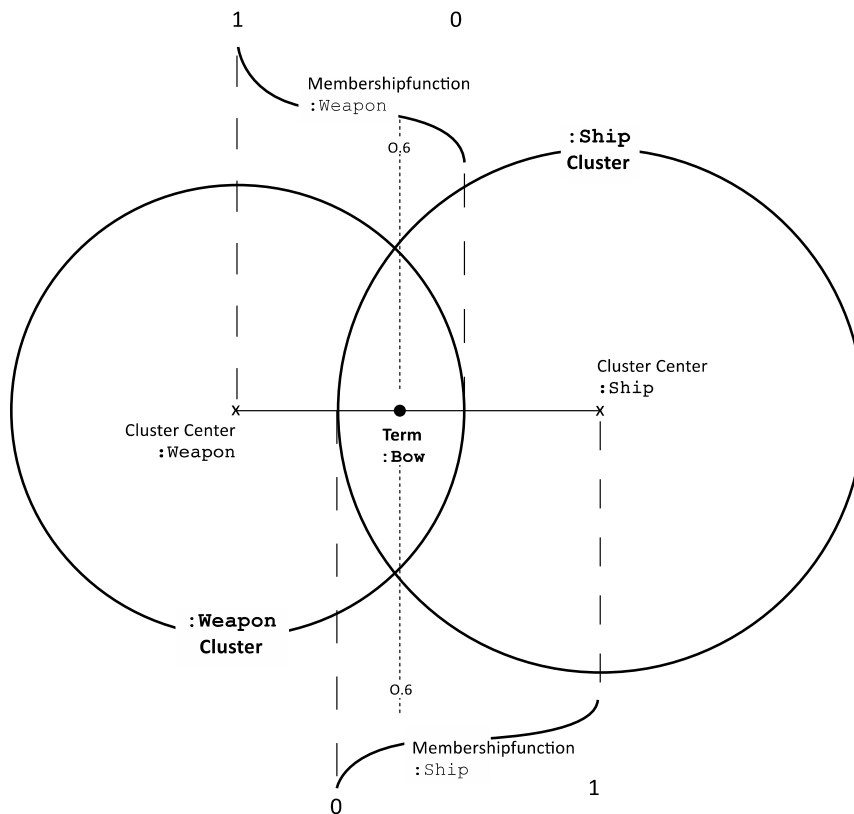 1
0
Membershipfunction
:Weapon
0.6
:Ship
Cluster
Cluster Center
:Ship
x
x
Cluster Center
:Weapon
Term
:Bow
:Weapon
Cluster
0.6
Membershipfunction
:Ship
0
1